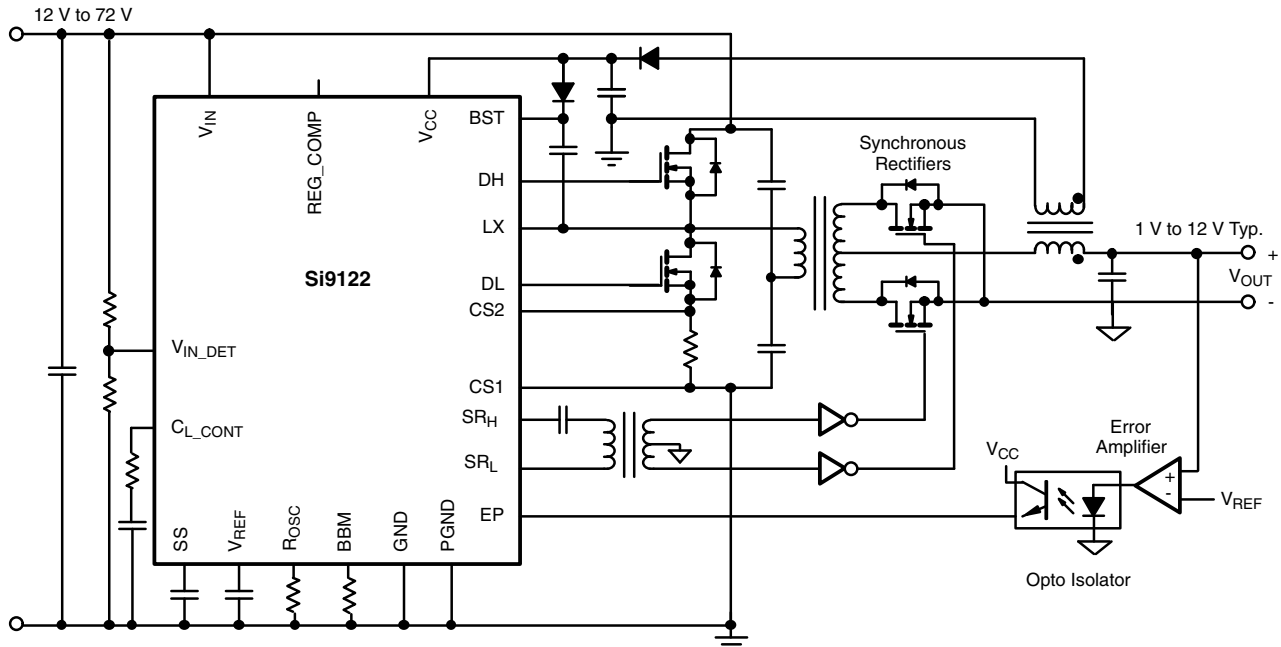 12 V to 72 V
VIN
REG_COMP
VCC
BST
DH
LX
DL
CS2
CS1
SRH
SRL
EP
Si9122
VIN_DET
CL_CONT
SS
VREF
ROSC
BBM
GND
PGND
Synchronous
Rectifiers
1 V to 12 V Typ.
+
VOUT
-
Error
Amplifier
VCC
+
-
VREF
Opto Isolator